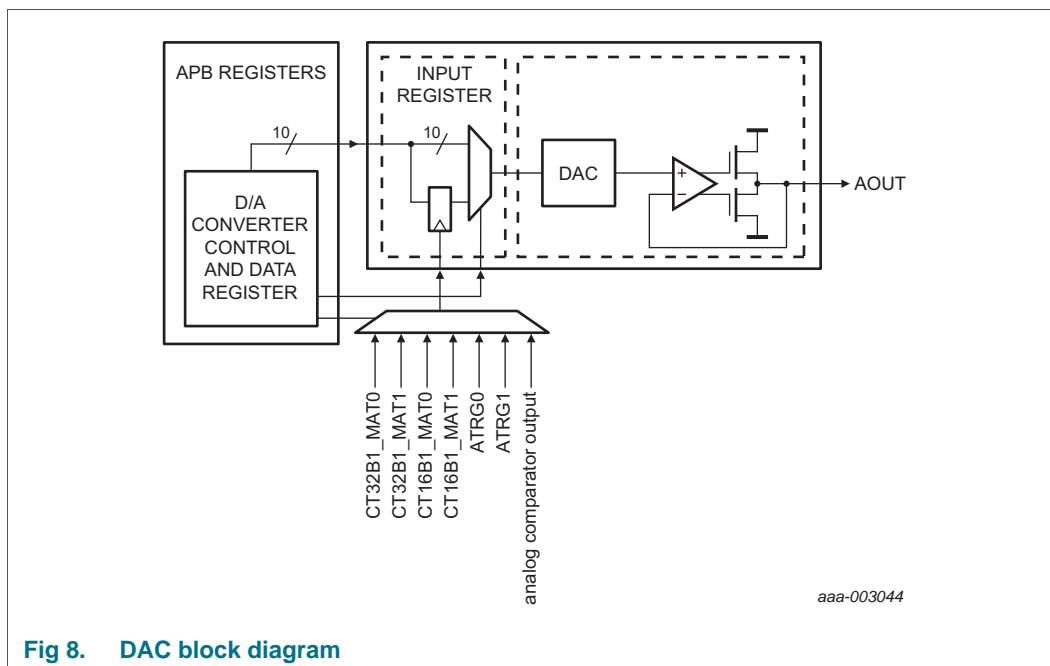 APB REGISTERS
INPUT
REGISTER
10
10
D/A
CONVERTER
CONTROL
AND DATA
REGISTER
DAC
+
−
AOUT
CT32B1_MAT0
CT32B1_MAT1
CT16B1_MAT0
CT16B1_MAT1
ATRG0
ATRG1
analog comparator output
aaa-003044
Fig 8. DAC block diagram